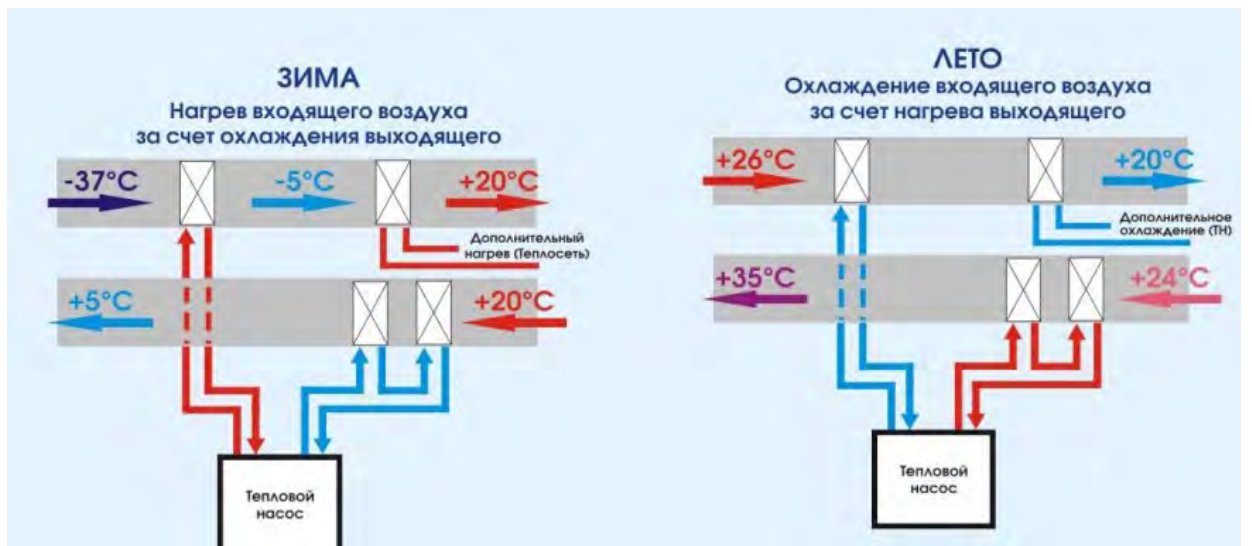 ЗИМА
Нагрев входящего воздуха
за счет охлаждения выходящего
-37°C
-5°C
+20°C
Дополнительный
нагрев (Теплосеть)
+5°C
+20°C
Тепловой
насос
ЛЕТО
Охлаждение входящего воздуха
за счет нагрева выходящего
+26°C
+20°C
Дополнительное
охлаждение (ТН)
+35°C
+24°C
Тепловой
насос